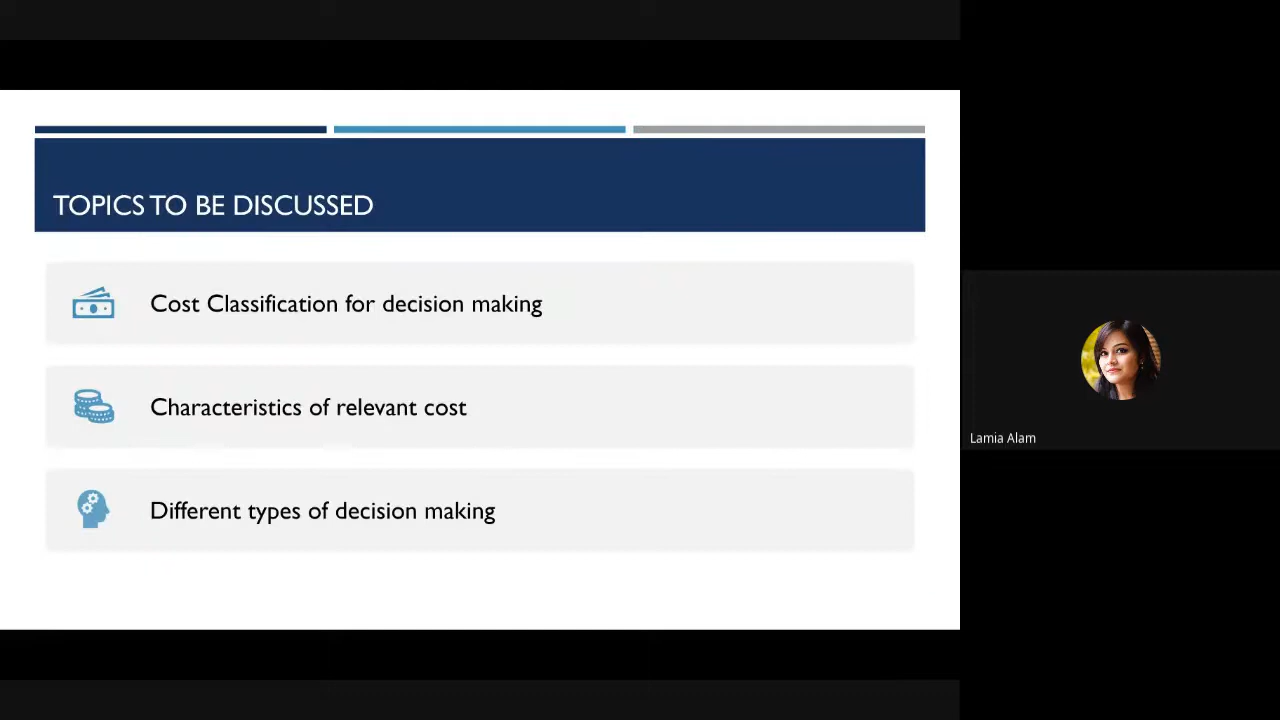 TOPICS TO BE DISCUSSED
Cost Classification for decision making
Characteristics of relevant cost
Different types of decision making
Lamia Alam